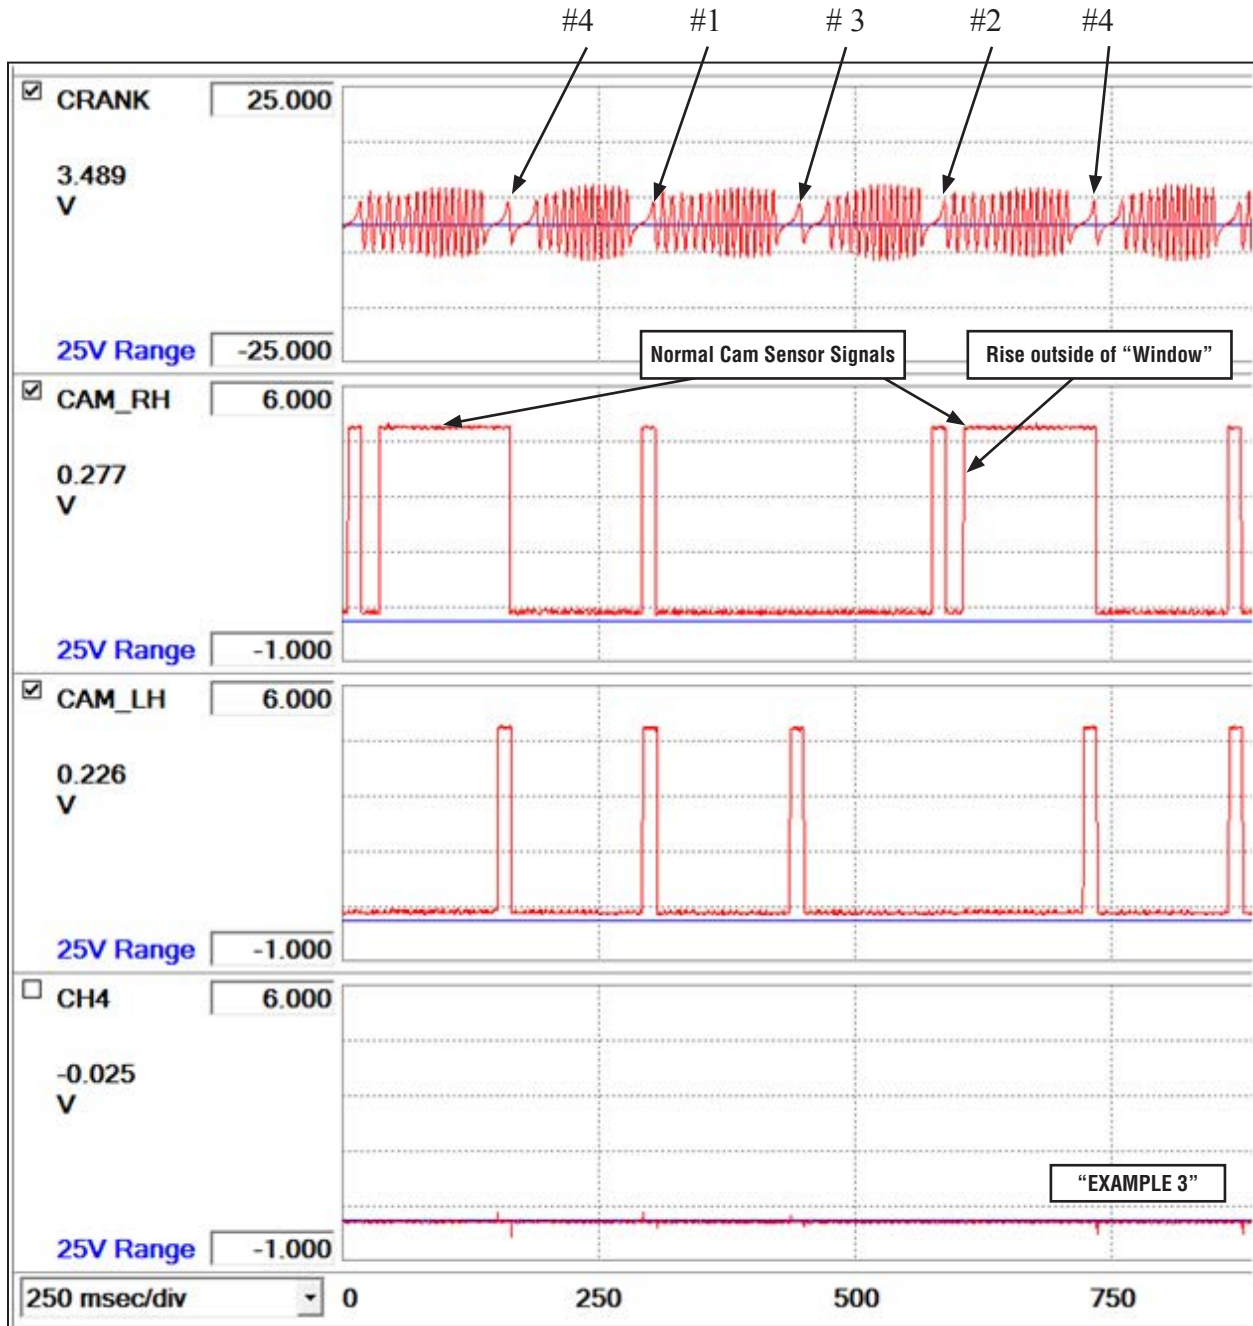 #4 #1 # 3 #2 #4
CRANK 25.000
3.489
V
25V Range -25.000
Normal Cam Sensor Signals
Rise outside of “Window”
CAM_RH 6.000
0.277
V
25V Range -1.000
CAM_LH 6.000
0.226
V
25V Range -1.000
CH4 6.000
-0.025
V
“EXAMPLE 3”
25V Range -1.000
250 msec/div 0 250 500 750